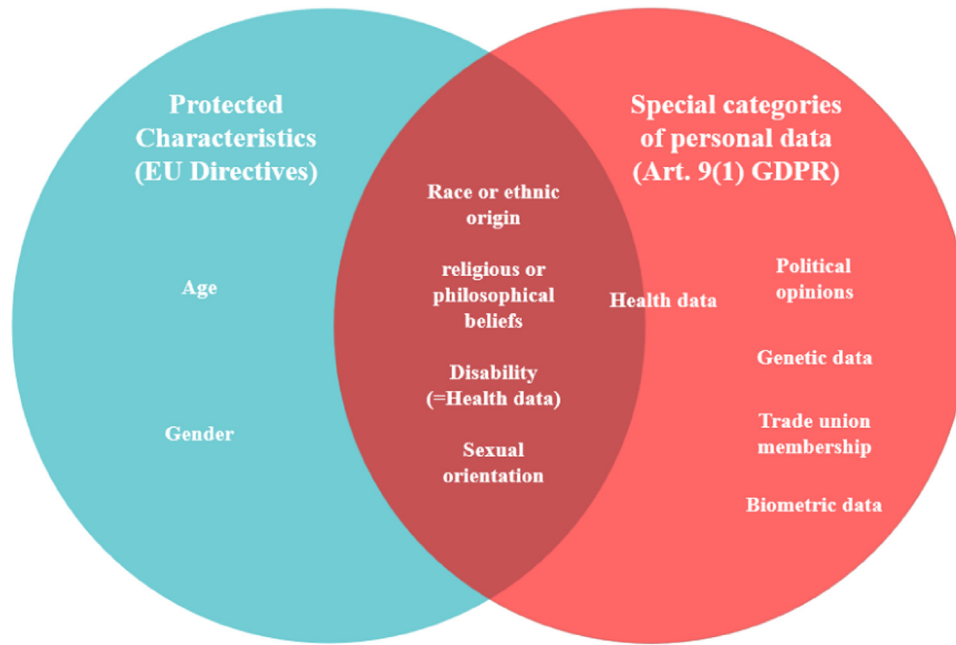 Protected
Characteristics
(EU Directives)
Age
Gender
Race or ethnic
origin
religious or
philosophical
beliefs
Disability
(=Health data)
Sexual
orientation
Special categories
of personal data
(Art. 9(1) GDPR)
Health data
Political
opinions
Genetic data
Trade union
membership
Biometric data